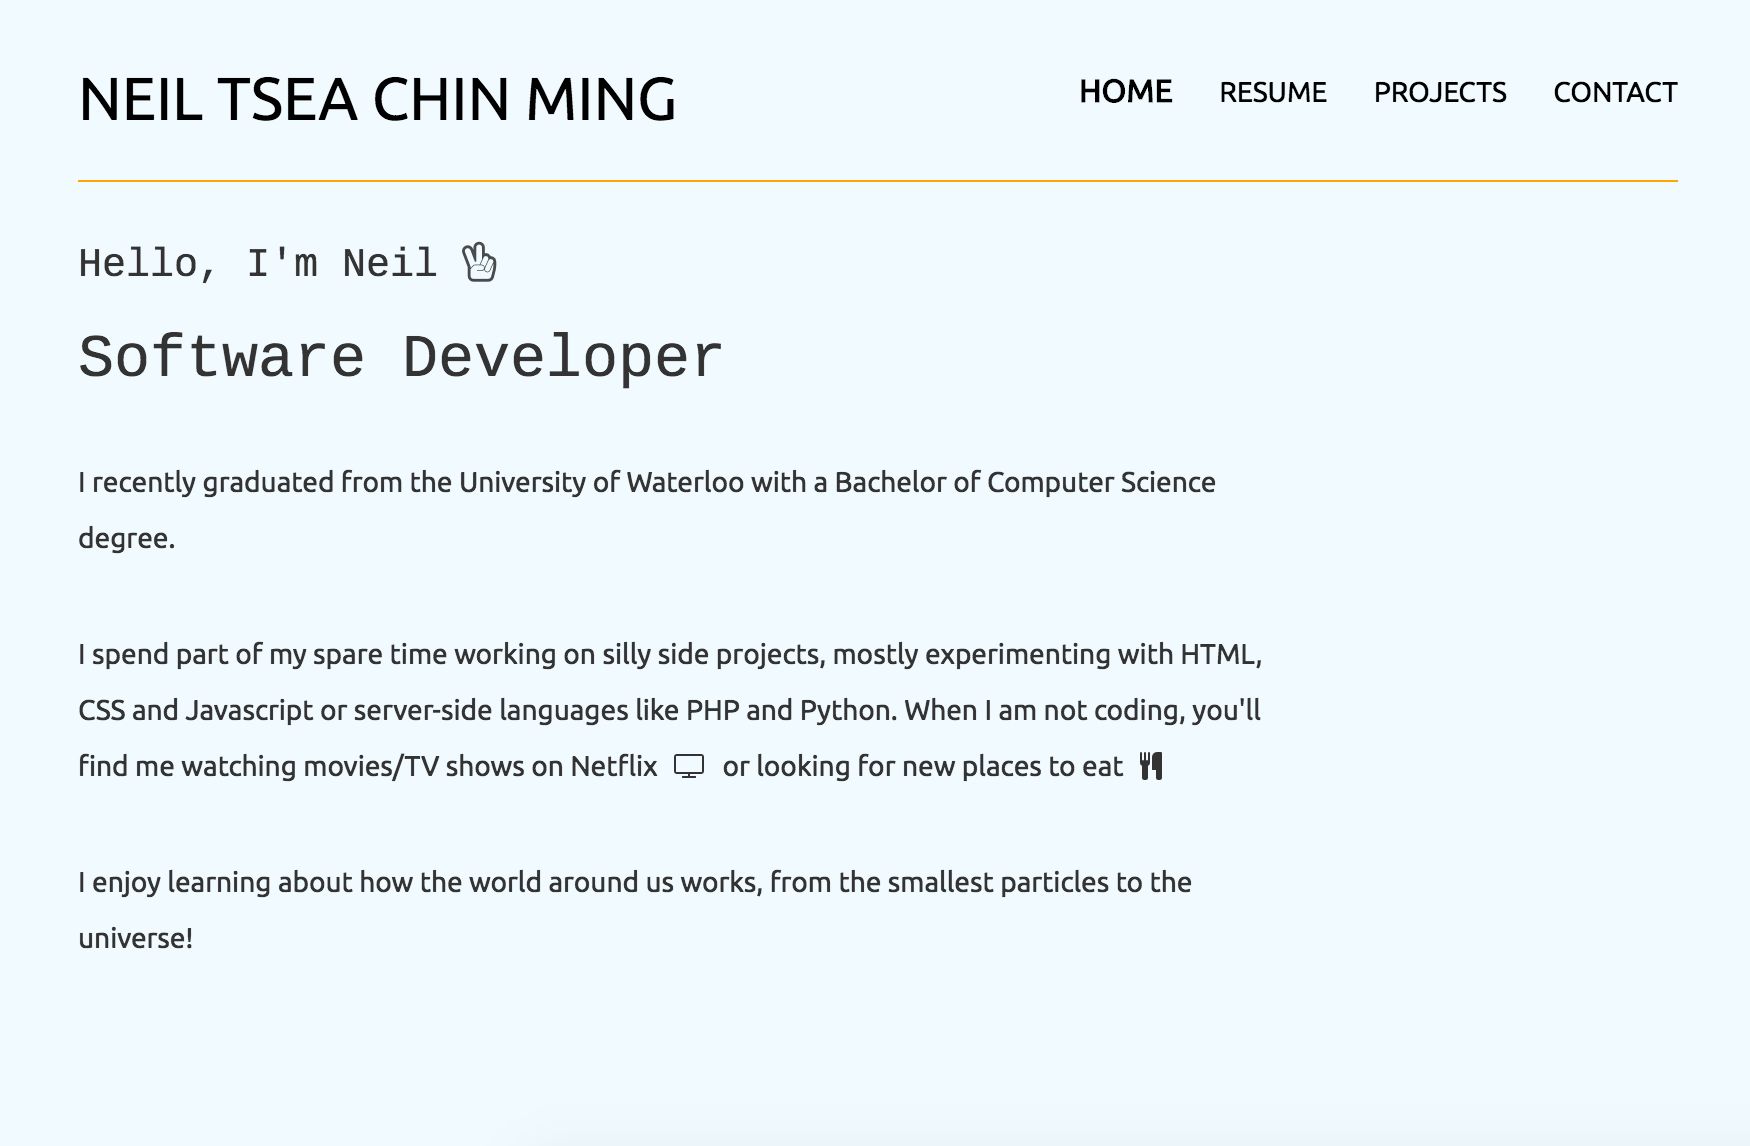 NEIL TSEA CHIN MING
HOME RESUME PROJECTS CONTACT
Hello, I'm Neil
Software Developer
I recently graduated from the University of Waterloo with a Bachelor of Computer Science
degree.
I spend part of my spare time working on silly side projects, mostly experimenting with HTML,
CSS and Javascript or server-side languages like PHP and Python. When I am not coding, you'll
find me watching movies/TV shows on Netflix or looking for new places to eat
I enjoy learning about how the world around us works, from the smallest particles to the
universe!